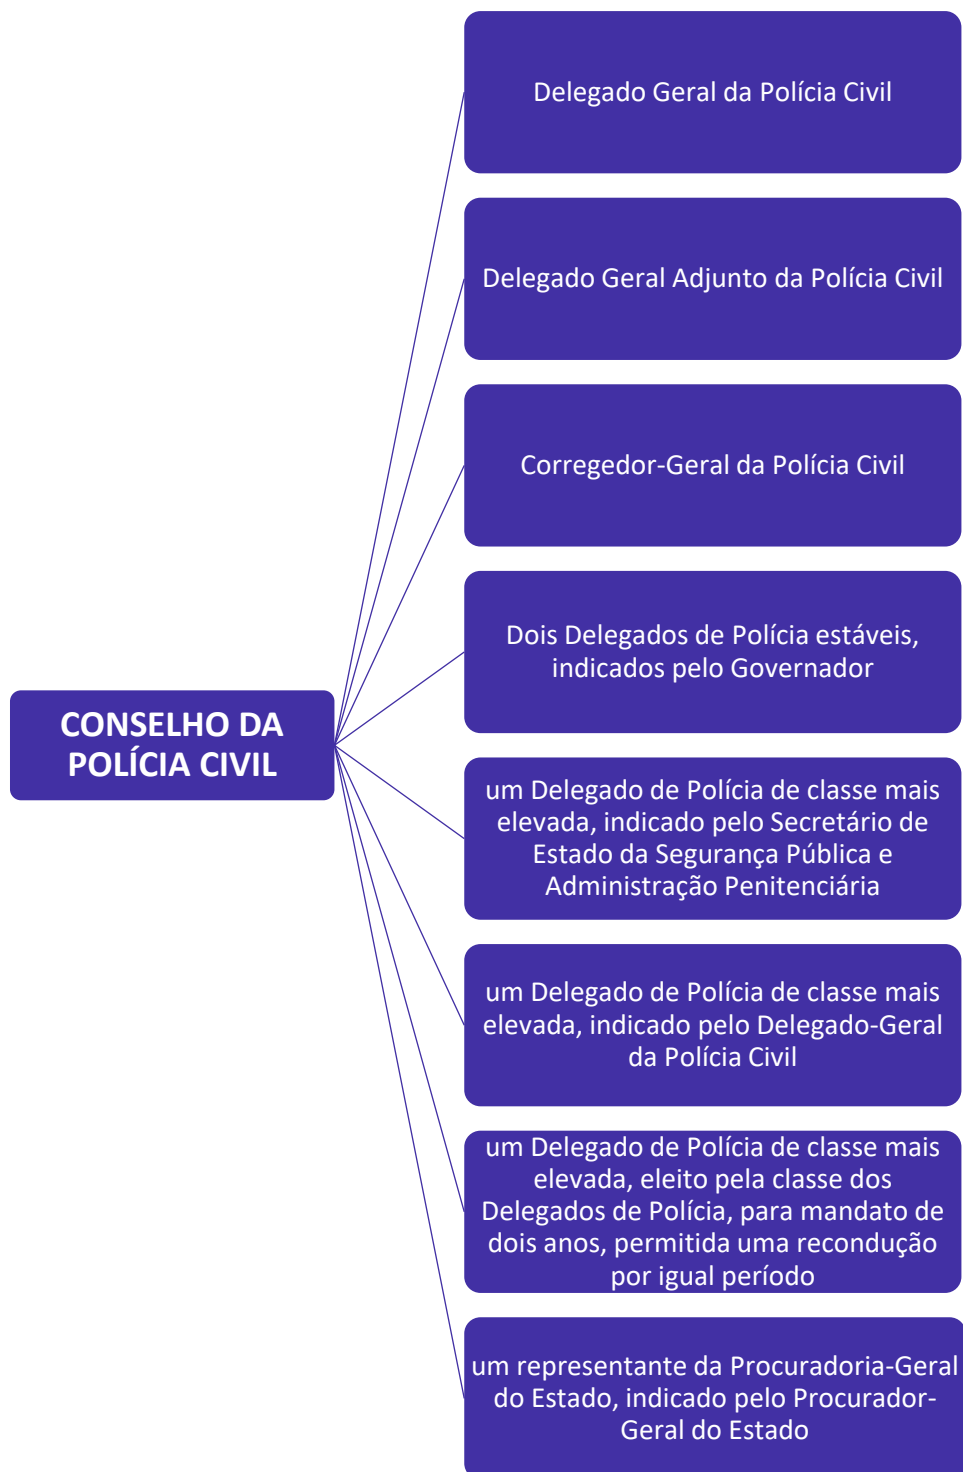 Delegado Geral da Polícia Civil
Delegado Geral Adjunto da Polícia Civil
Corregedor-Geral da Polícia Civil
Dois Delegados de Polícia estáveis,
indicados pelo Governador
CONSELHO DA
POLÍCIA CIVIL
um Delegado de Polícia de classe mais
elevada, indicado pelo Secretário de
Estado da Segurança Pública e
Administração Penitenciária
um Delegado de Polícia de classe mais
elevada, indicado pelo Delegado-Geral
da Polícia Civil
um Delegado de Polícia de classe mais
elevada, eleito pela classe dos
Delegados de Polícia, para mandato de
dois anos, permitida uma recondução
por igual período
um representante da Procuradoria-Geral
do Estado, indicado pelo Procurador-
Geral do Estado